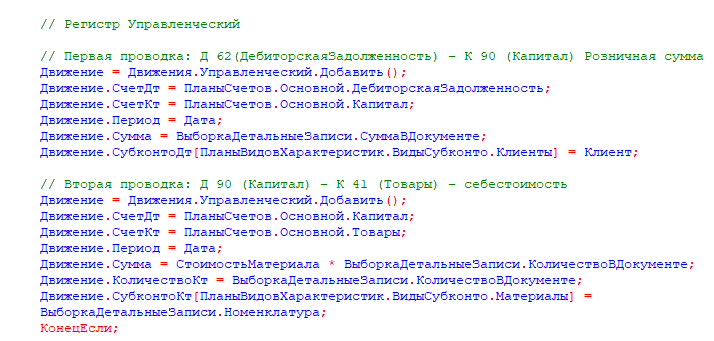 // Регистр Управленческий
// Первая проводка: Д 62(ДебиторскаяЗадолженность) – К 90 (Капитал) Розничная сумма
Движение = Движения.Управленческий.Добавить();
Движение.СчетДт = ПланыСчетов.Основной.ДебиторскаяЗадолженность;
Движение.СчетКт = ПланыСчетов.Основной.Капитал;
Движение.Период = Дата;
Движение.Сумма = ВыборкаДетальныеЗаписи.СуммаВДокументе;
Движение.СубконтоДт[ПланыВидовХарактеристик.ВидыСубконто.Клиенты] = Клиент;
// Вторая проводка: Д 90 (Капитал) – К 41 (Товары) – себестоимость
Движение = Движения.Управленческий.Добавить();
Движение.СчетДт = ПланыСчетов.Основной.Капитал;
Движение.СчетКт = ПланыСчетов.Основной.Товары;
Движение.Период = Дата;
Движение.Сумма = СтоимостьМатериала * ВыборкаДетальныеЗаписи.КоличествоВДокументе;
Движение.КоличествоКт = ВыборкаДетальныеЗаписи.КоличествоВДокументе;
Движение.СубконтоКт[ПланыВидовХарактеристик.ВидыСубконто.Материалы] =
ВыборкаДетальныеЗаписи.Номенклатура;
КонецЕсли;